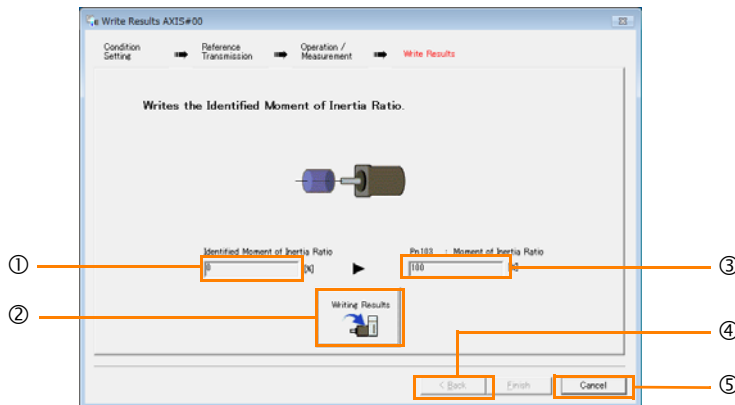 Write Results AXIS#00
Condition Setting
Reference Transmission
Operation / Measurement
Write Results
Writes the Identified Moment of Inertia Ratio.
Identified Moment of Inertia Ratio
Pn103 : Moment of Inertia Ratio
① 0 [%]
100 [%] ③
② Writing Results
④
< Back Finish Cancel ⑤